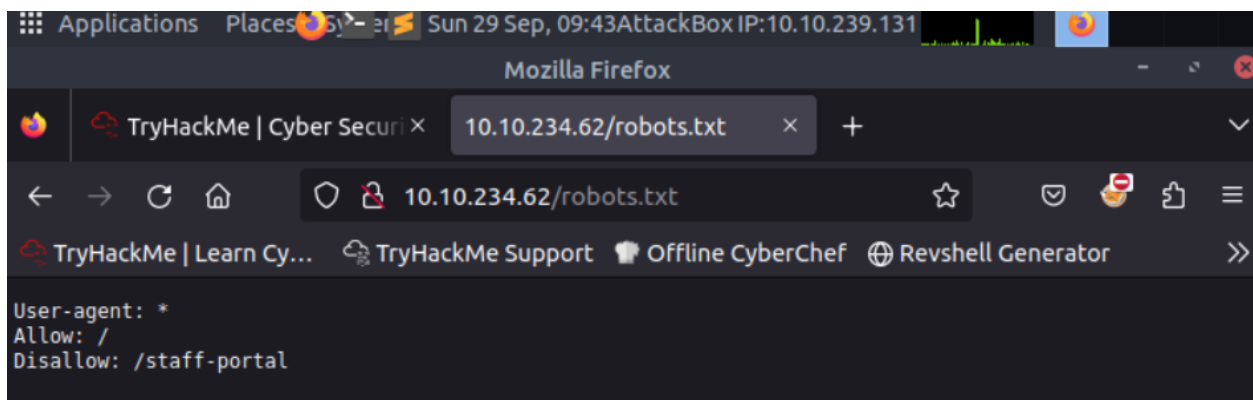 Applications Places Sun 29 Sep, 09:43 AttackBox IP:10.10.239.131
Mozilla Firefox
TryHackMe | Cyber Securi 10.10.234.62/robots.txt
10.10.234.62/robots.txt
TryHackMe | Learn Cy... TryHackMe Support Offline CyberChef Revshell Generator
User-agent: *
Allow: /
Disallow: /staff-portal